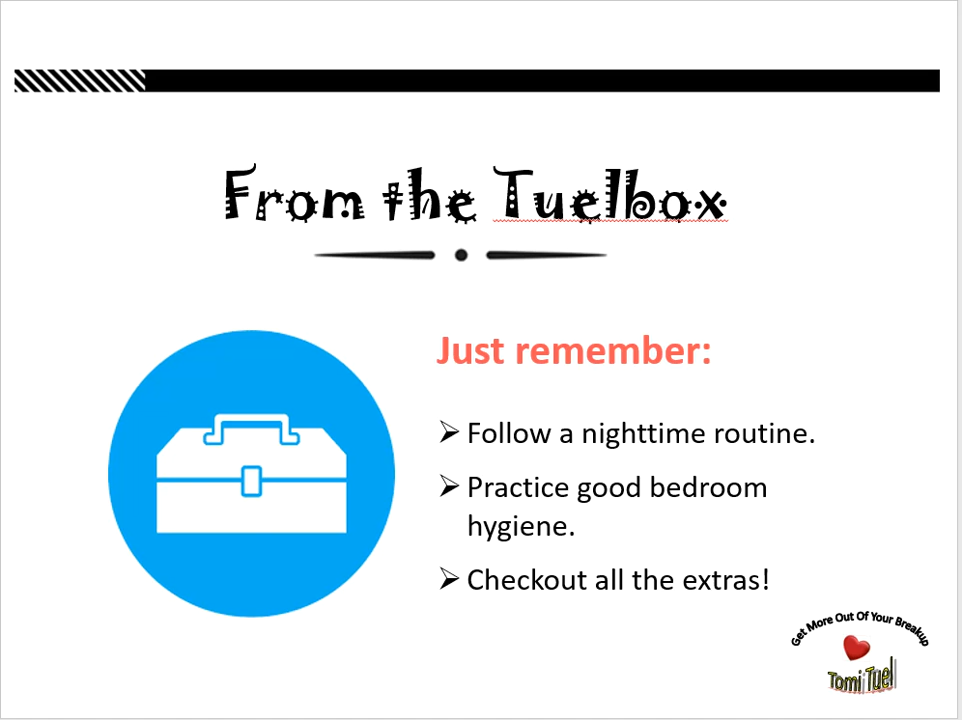 From the Tuelbox
Just remember:
➢ Follow a nighttime routine.
➢ Practice good bedroom
hygiene.
➢ Checkout all the extras!
Get More Out Of Your Breakup
Tomi Tuel